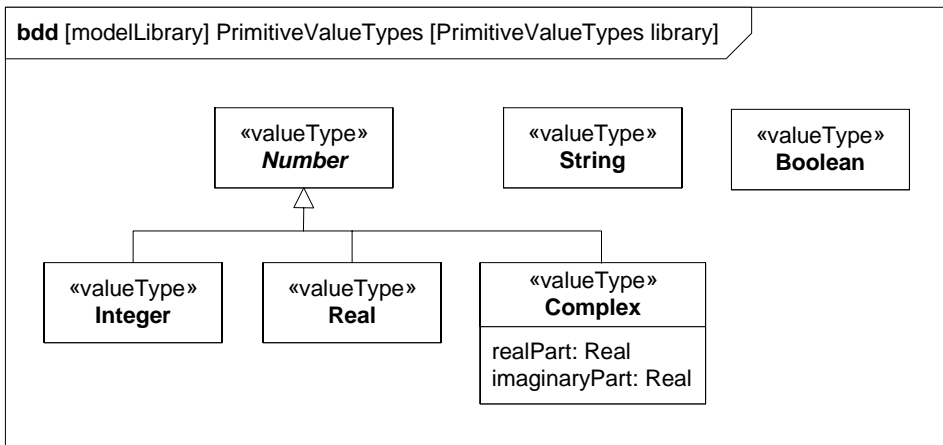 bdd [modelLibrary] PrimitiveValueTypes [PrimitiveValueTypes library]
«valueType»
Number
«valueType»
String
«valueType»
Boolean
«valueType»
Integer
«valueType»
Real
«valueType»
Complex
realPart: Real
imaginaryPart: Real